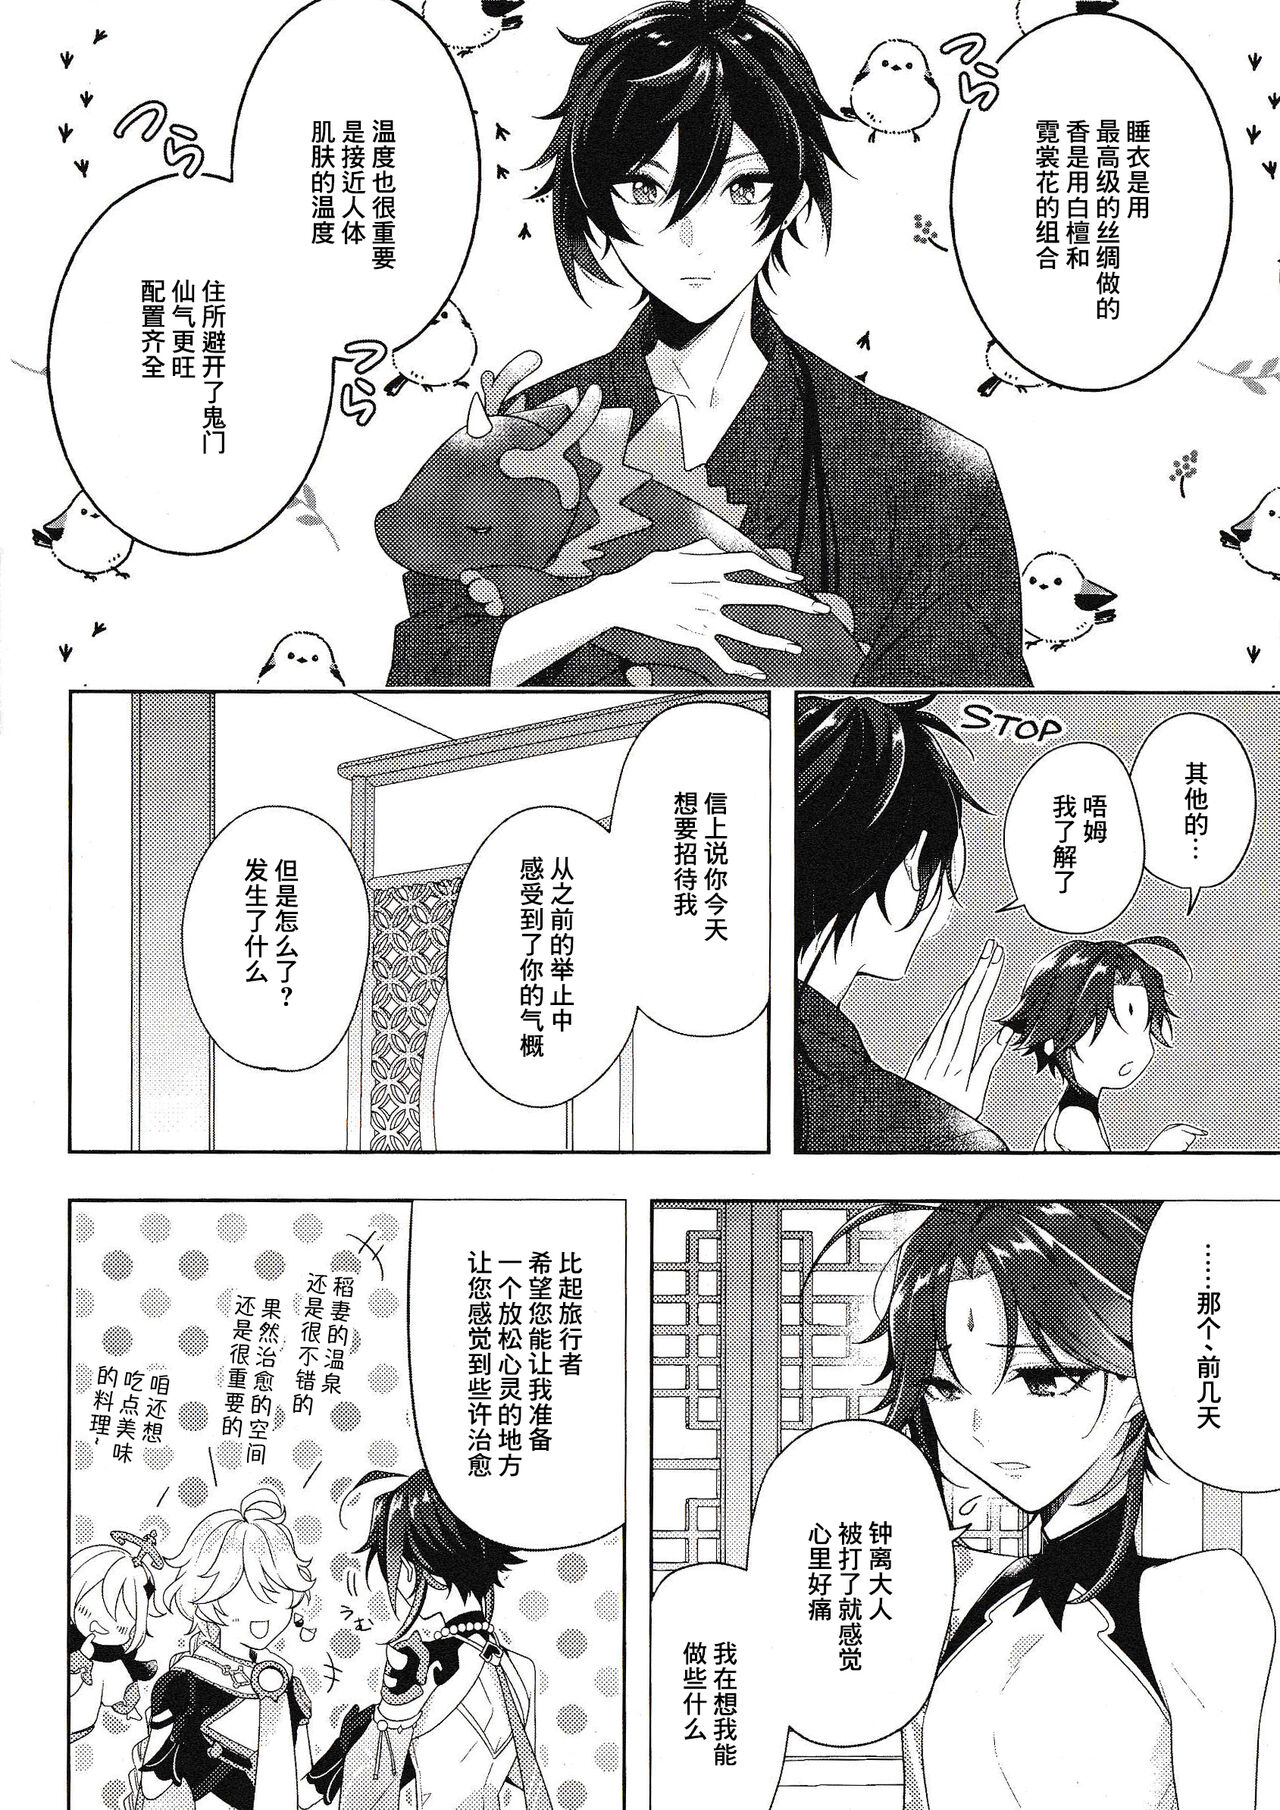 睡衣是用
最高级的丝绸做的
香是用白檀和
霓裳花的组合
つらつら
温度也很重要
是接近人体
肌肤的温度
つらつら
住所避开了鬼门
仙气更旺
配置齐全
つらつら
STOP
其他的…
唔姆
我了解了
信上说你今天
想要招待我
从之前的举止中
感受到了你的气概
但是怎么了?
发生了什么
……那个、前几天
钟离大人
被打了就感觉
心里好痛
我在想我能
做些什么
比起旅行者
希望您能让我准备
一个放松心灵的地方
让您感觉到些许治愈
稻妻的温泉
还是很不错的
果然治愈的空间
还是很重要的
咱还想
吃点美味
的料理~
うむ